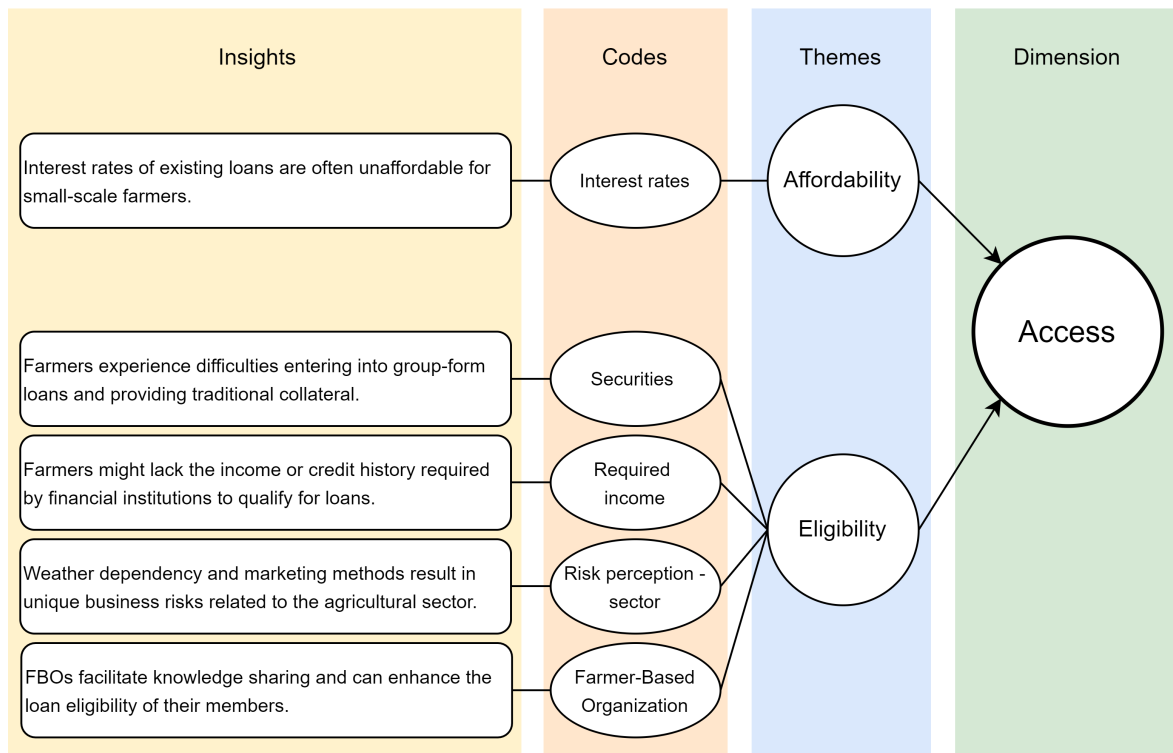 Insights
Codes
Themes
Dimension
Interest rates of existing loans are often unaffordable for
small-scale farmers.
Interest rates
Affordability
Access
Farmers experience difficulties entering into group-form
loans and providing traditional collateral.
Securities
Farmers might lack the income or credit history required
by financial institutions to qualify for loans.
Required
income
Eligibility
Weather dependency and marketing methods result in
unique business risks related to the agricultural sector.
Risk perception -
sector
FBOs facilitate knowledge sharing and can enhance the
loan eligibility of their members.
Farmer-Based
Organization